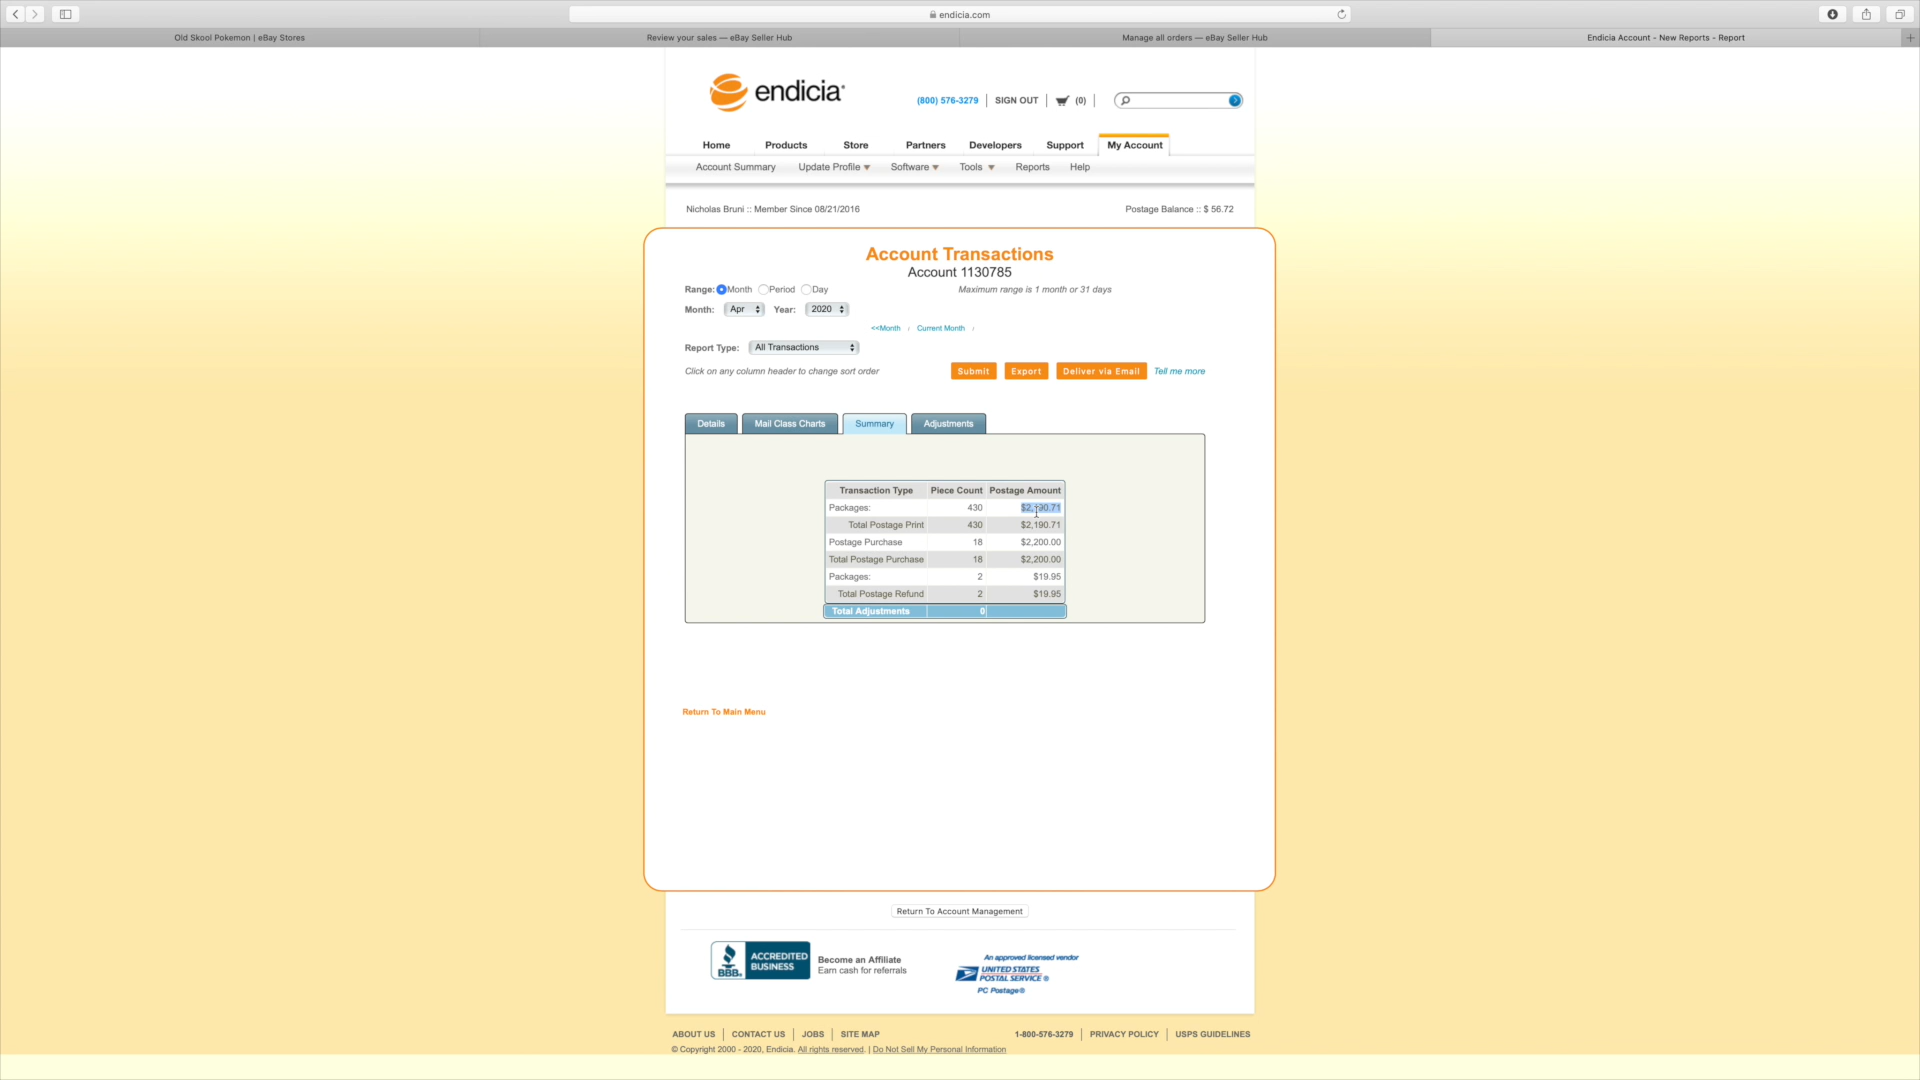 endicia.com
Old Skool Pokemon | eBay Stores
Review your sales — eBay Seller Hub
Manage all orders — eBay Seller Hub
Endicia Account - New Reports - Report
endicia
(800) 576-3279 SIGN OUT (0)
Home Products Store Partners Developers Support My Account
Account Summary Update Profile Software Tools Reports Help
Nicholas Bruni :: Member Since 08/21/2016 Postage Balance :: $ 56.72
Account Transactions
Account 1130785
Range: Month Period Day Maximum range is 1 month or 31 days
Month: Apr Year: 2020
<<Month Current Month
Report Type: All Transactions
Click on any column header to change sort order Submit Export Deliver via Email Tell me more
Details Mail Class Charts Summary Adjustments
Transaction Type Piece Count Postage Amount
Packages: 430 $2,190.71
Total Postage Print 430 $2,190.71
Postage Purchase 18 $2,200.00
Total Postage Purchase 18 $2,200.00
Packages: 2 $19.95
Total Postage Refund 2 $19.95
Total Adjustments 0
Return To Main Menu
Return To Account Management
BBB. ACCREDITED BUSINESS
Become an Affiliate
Earn cash for referrals
An approved licensed vendor
UNITED STATES
POSTAL SERVICE ®
PC Postage®
ABOUT US CONTACT US JOBS SITE MAP 1-800-576-3279 PRIVACY POLICY USPS GUIDELINES
© Copyright 2000 - 2020, Endicia. All rights reserved. | Do Not Sell My Personal Information